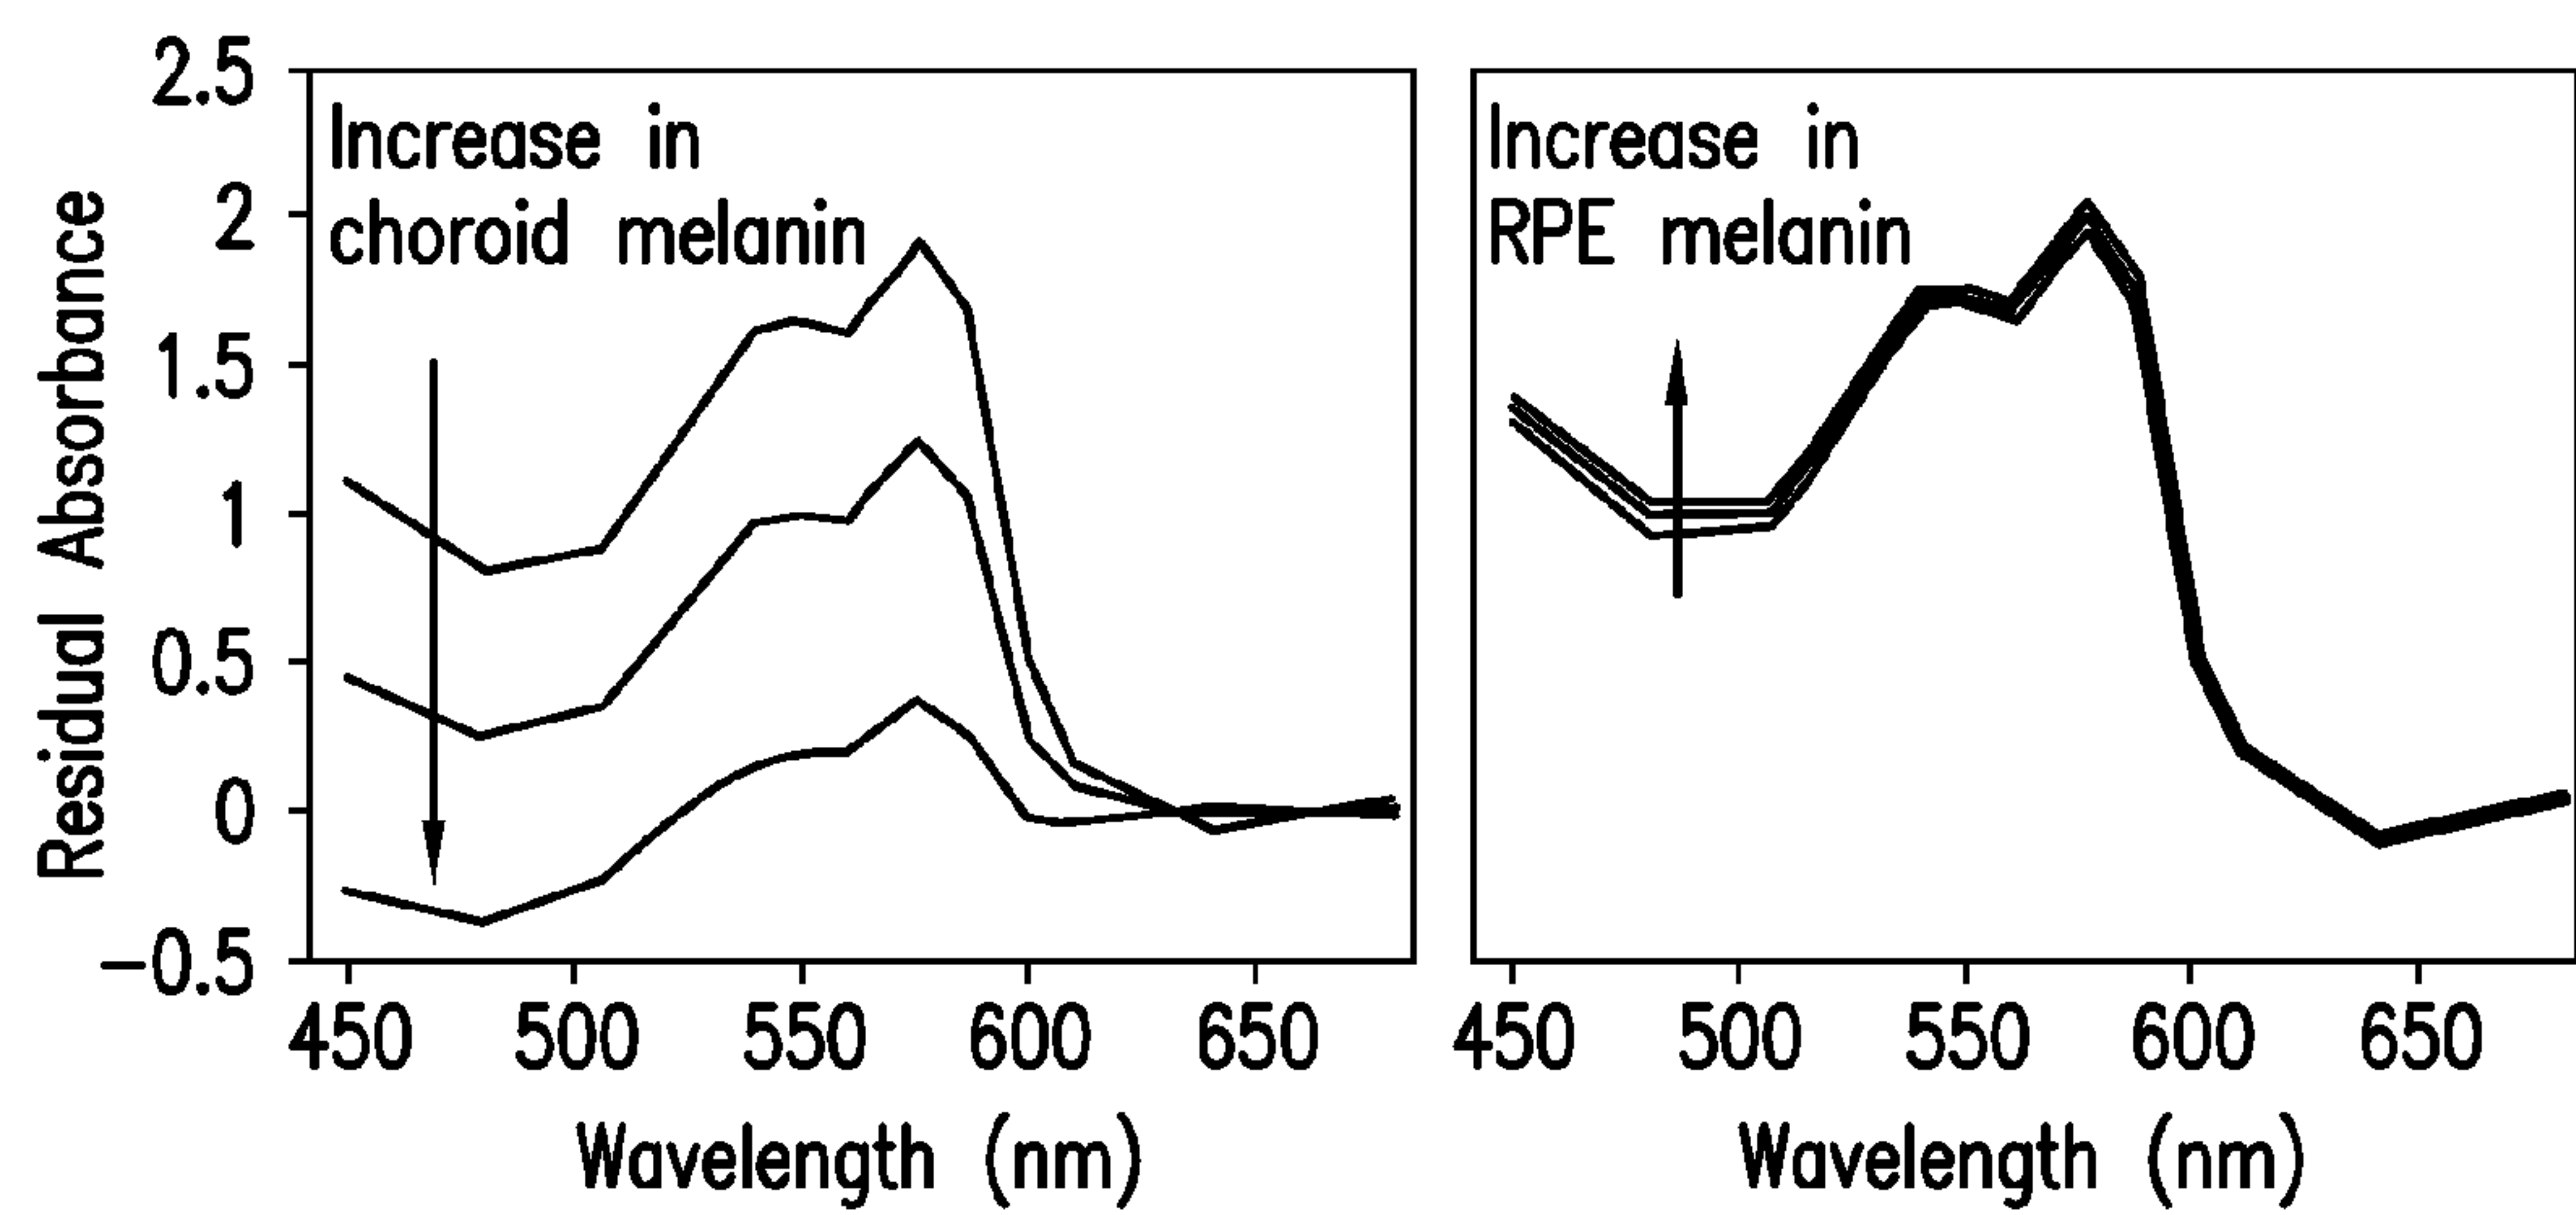 2.5
2
1.5
1
0.5
0
−0.5
Residual Absorbance
Increase in
choroid melanin
450 500 550 600 650
Wavelength (nm)
Increase in
RPE melanin
450 500 550 600 650
Wavelength (nm)